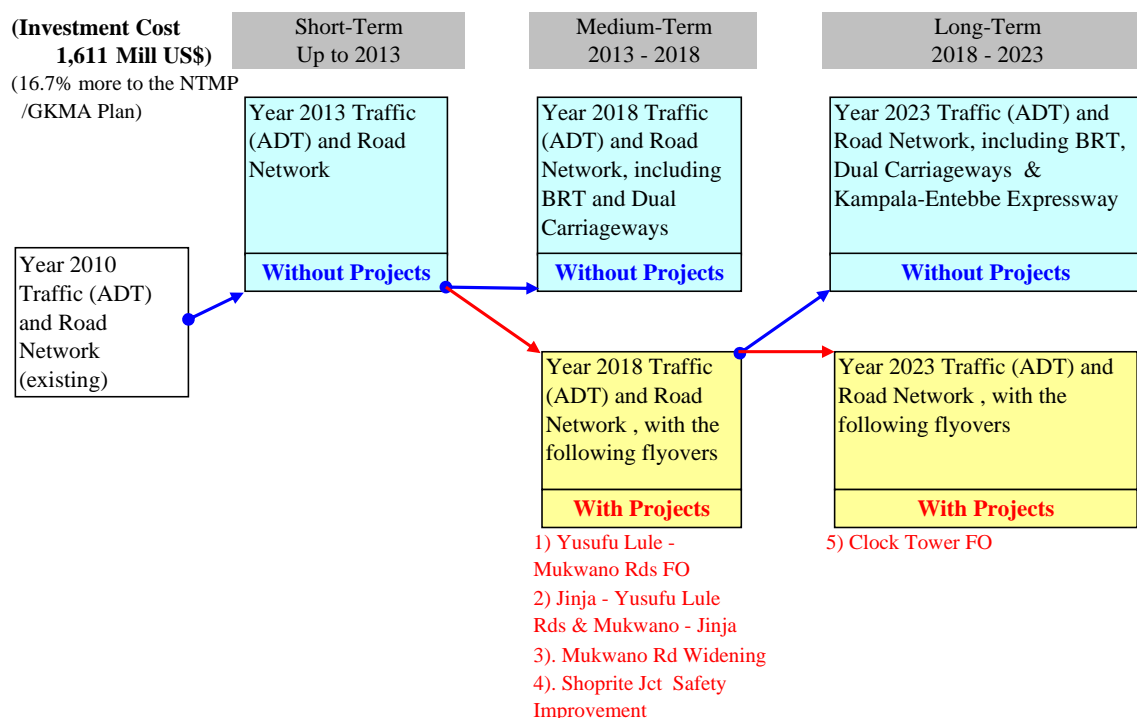 (Investment Cost
1,611 Mill US$)
(16.7% more to the NTMP
/GKMA Plan)
Short-Term
Up to 2013
Medium-Term
2013 - 2018
Long-Term
2018 - 2023
Year 2010
Traffic (ADT)
and Road
Network
(existing)
Year 2013 Traffic
(ADT) and Road
Network
Without Projects
Year 2018 Traffic
(ADT) and Road
Network, including
BRT and Dual
Carriageways
Without Projects
Year 2023 Traffic (ADT) and
Road Network, including BRT,
Dual Carriageways &
Kampala-Entebbe Expressway
Without Projects
Year 2018 Traffic
(ADT) and Road
Network , with the
following flyovers
With Projects
1) Yusufu Lule -
Mukwano Rds FO
2) Jinja - Yusufu Lule
Rds & Mukwano - Jinja
3). Mukwano Rd Widening
4). Shoprite Jct Safety
Improvement
Year 2023 Traffic (ADT) and
Road Network , with the
following flyovers
With Projects
5) Clock Tower FO